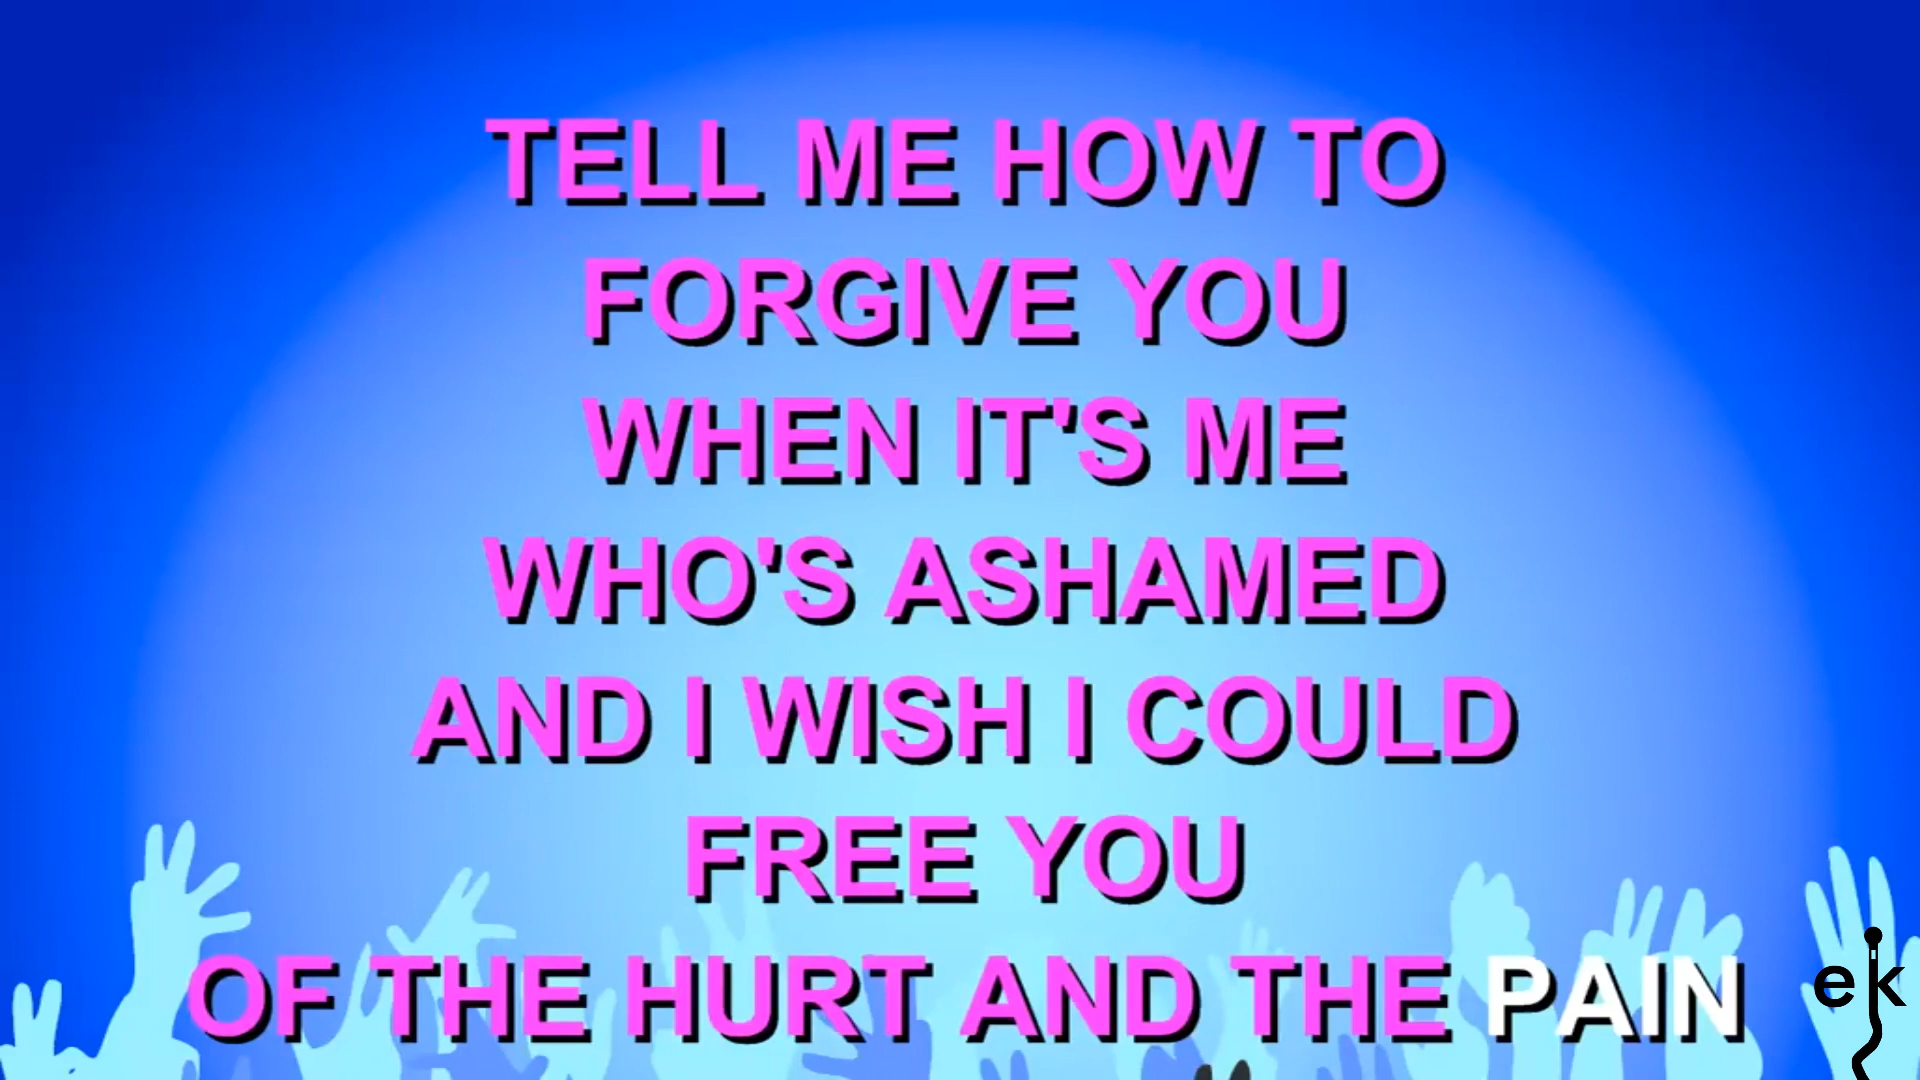 TELL ME HOW TO
FORGIVE YOU
WHEN IT'S ME
WHO'S ASHAMED
AND I WISH I COULD
FREE YOU
OF THE HURT AND THE PAIN
ek